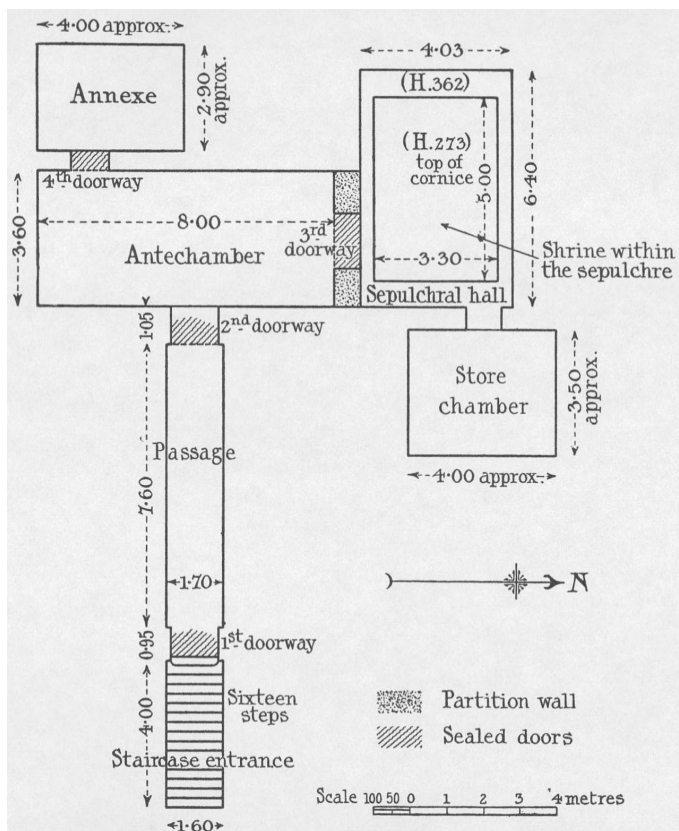 4·00 approx.
Annexe
2·90
approx.
4·03
(H.362)
(H.273)
top of
cornice
5·00
6·40
3·30
Shrine within
the sepulchre
Sepulchral hall
4th doorway
3·60
8·00
Antechamber
3rd
doorway
1·05
2nd doorway
Store
chamber
3·50
approx.
4·00 approx.
Passage
7·60
1·70
N
0·95
1st doorway
Sixteen
steps
4·00
Staircase entrance
1·60
Partition wall
Sealed doors
Scale 100 50 0 1 2 3 4 metres